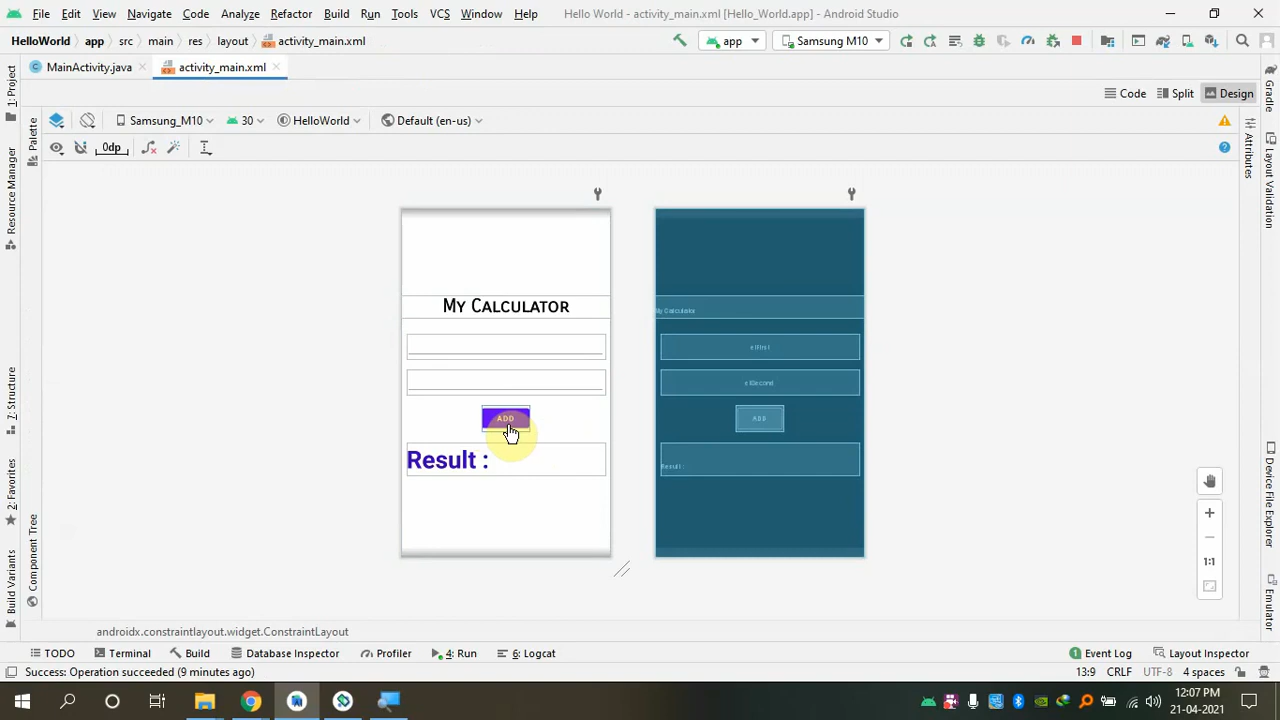 File Edit View Navigate Code Analyze Refactor Build Run Tools VCS Window Help Hello World - activity_main.xml [Hello_World.app] - Android Studio
HelloWorld app src main res layout activity_main.xml app Samsung M10
MainActivity.java activity_main.xml
Code Split Design
Samsung_M10 30 HelloWorld Default (en-us)
0dp
1: Project
Resource Manager
Z: Structure
2: Favorites
Build Variants
Palette
Component Tree
My Calculator
ADD
Result :
My Calculator
ADD
Result :
Attributes
Gradle
Layout Validation
Device File Explorer
Emulator
1:1
androidx.constraintlayout.widget.ConstraintLayout
TODO Terminal Build Database Inspector Profiler 4: Run 6: Logcat Event Log Layout Inspector
Success: Operation succeeded (9 minutes ago) 13:9 CRLF UTF-8 4 spaces
12:07 PM
21-04-2021